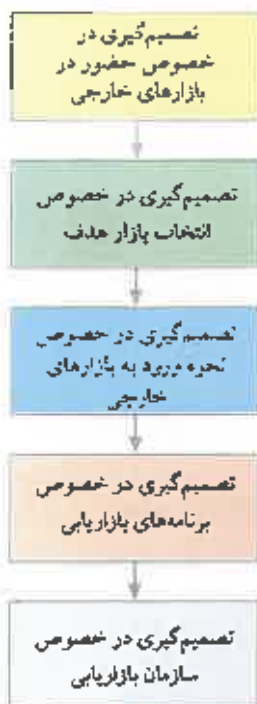 تصمیم‌گیری در
خصوص حضور در
بازارهای خارجی
تصمیم‌گیری در خصوص
انتخاب بازار هدف
تصمیم‌گیری در خصوص
نحوه ورود به بازارهای
خارجی
تصمیم‌گیری در خصوص
برنامه‌های بازاریابی
تصمیم‌گیری در خصوص
سازمان بازاریابی